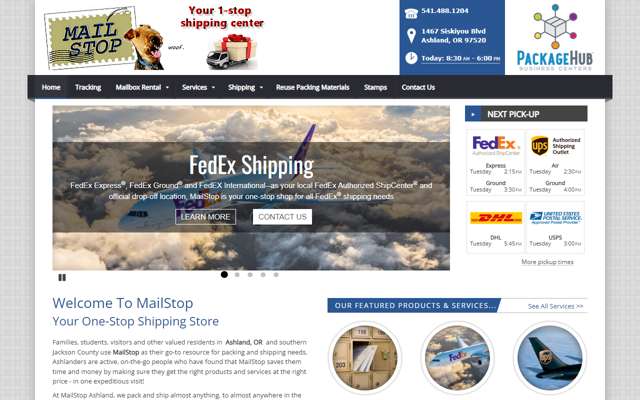 MAIL STOP
woof.
Your 1-stop
shipping center
541.488.1204
1467 Siskiyou Blvd
Ashland, OR 97520
Today: 8:30 AM - 6:00 PM
PACKAGEHUB
BUSINESS CENTERS
Home Tracking Mailbox Rental Services Shipping Reuse Packing Materials Stamps Contact Us
FedEx Shipping
FedEx Express®, FedEx Ground® and FedEX International--as your local FedEx Authorized ShipCenter® and
official drop-off location, MailStop is your one-stop shop for all FedEx® shipping needs
LEARN MORE CONTACT US
» NEXT PICK-UP
FedEx
Authorized ShipCenter
Express
Tuesday 2:15 PM
Ground
Tuesday 3:30 PM
ups
Authorized
Shipping
Outlet
Air
Tuesday 2:30 PM
Ground
Tuesday 4:00 PM
DHL
DHL
Tuesday 5:45 PM
UNITED STATES
POSTAL SERVICE
Approved Postal Provider
USPS
Tuesday 3:00 PM
More pickup times
Welcome To MailStop
Your One-Stop Shipping Store
Families, students, visitors and other valued residents in Ashland, OR and southern
Jackson County use MailStop as their go-to resource for packing and shipping needs.
Ashlanders are active, on-the-go people who have found that MailStop saves them
time and money by making sure they get the right products and services at the right
price - in one expeditious visit!
At MailStop Ashland, we pack and ship almost anything, to almost anywhere in the
OUR FEATURED PRODUCTS & SERVICES...
See All Services >>
203